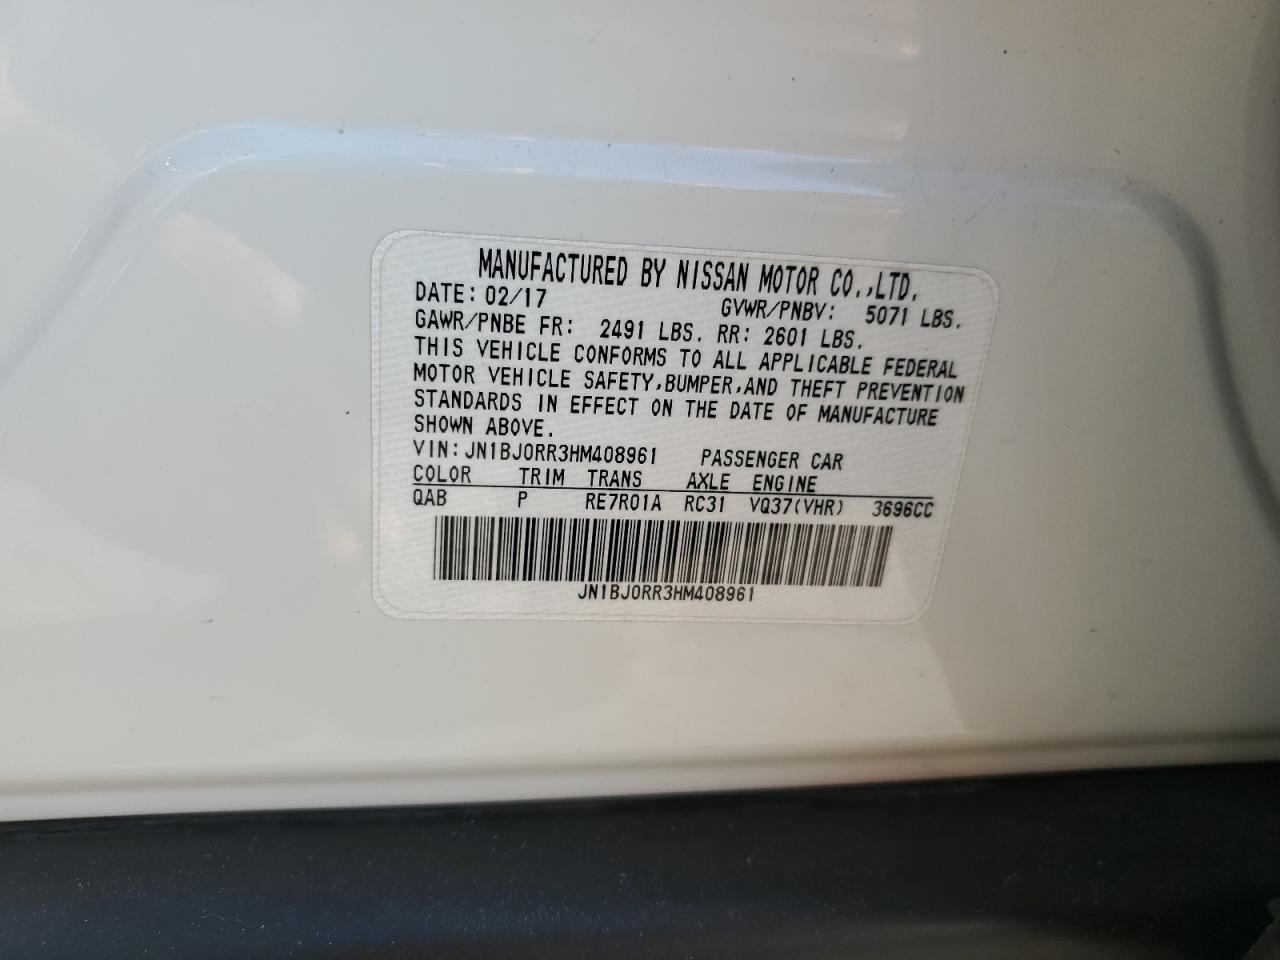 MANUFACTURED BY NISSAN MOTOR CO.,LTD.
DATE: 02/17 GVWR/PNBV: 5071 LBS.
GAWR/PNBE FR: 2491 LBS. RR: 2601 LBS.
THIS VEHICLE CONFORMS TO ALL APPLICABLE FEDERAL
MOTOR VEHICLE SAFETY,BUMPER,AND THEFT PREVENTION
STANDARDS IN EFFECT ON THE DATE OF MANUFACTURE
SHOWN ABOVE.
VIN: JN1BJ0RR3HM408961 PASSENGER CAR
COLOR TRIM TRANS AXLE ENGINE
QAB P RE7R01A RC31 VQ37(VHR) 3696CC
JN1BJ0RR3HM408961